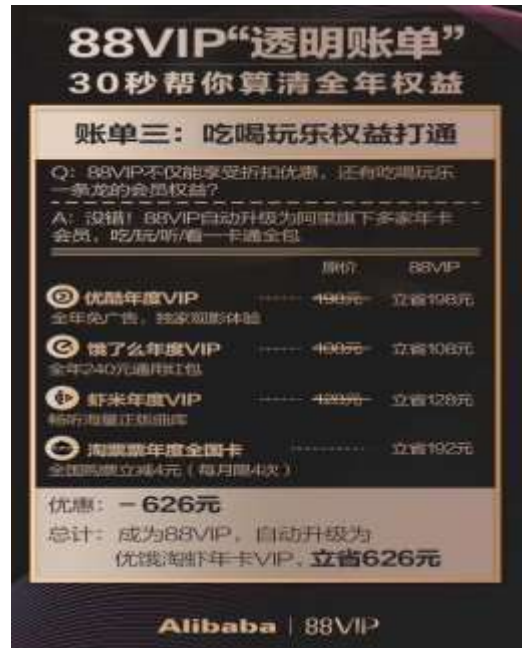 88VIP“透明账单”
30秒帮你算清全年权益
账单三：吃喝玩乐权益打通
Q：88VIP不仅能享受折扣优惠，还有吃喝玩乐
一条龙的会员权益？
A：没错！88VIP自动升级为阿里旗下多家年卡
会员，吃/玩/听/看一卡通全包
原价 88VIP
优酷年度VIP ······ 198元 立省198元
全年免广告，独家观影体验
饿了么年度VIP ······ 立省108元
全年240元通用红包
虾米年度VIP ········ 128元 立省128元
畅听海量正版曲库
淘票票年度全国卡 ·········· 立省192元
全国购票立减4元（每月限4次）
优惠：－626元
总计：成为88VIP，自动升级为
优饿淘虾年卡VIP，立省626元
Alibaba | 88VIP